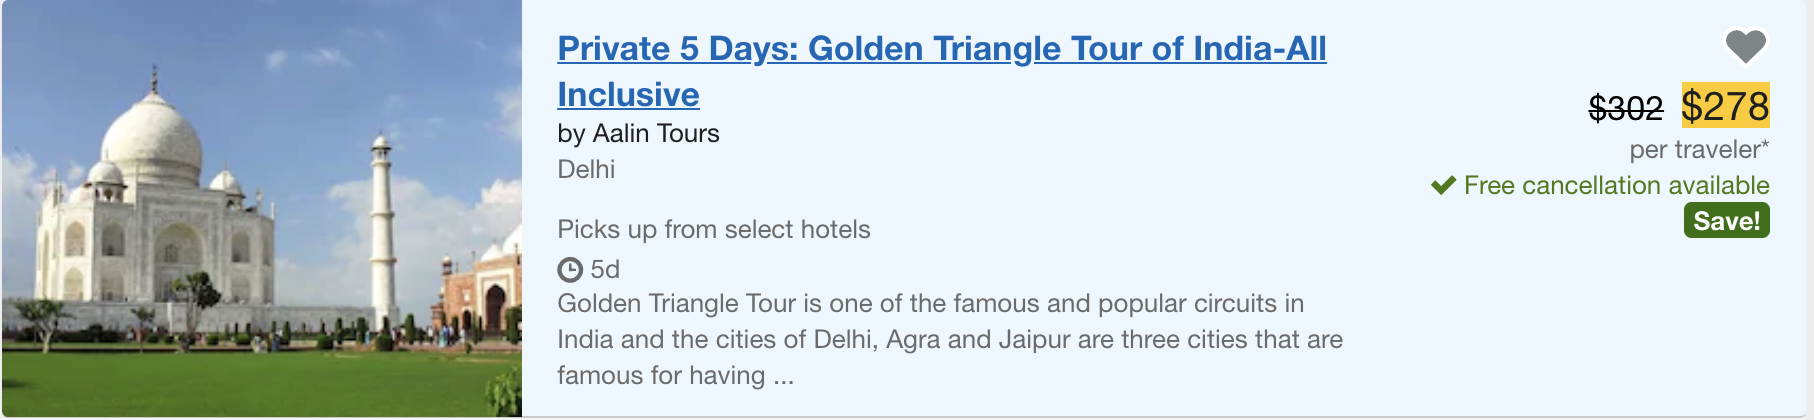 Private 5 Days: Golden Triangle Tour of India-All
Inclusive
by Aalin Tours
Delhi
Picks up from select hotels
5d
Golden Triangle Tour is one of the famous and popular circuits in
India and the cities of Delhi, Agra and Jaipur are three cities that are
famous for having ...
$302 $278
per traveler*
Free cancellation available
Save!